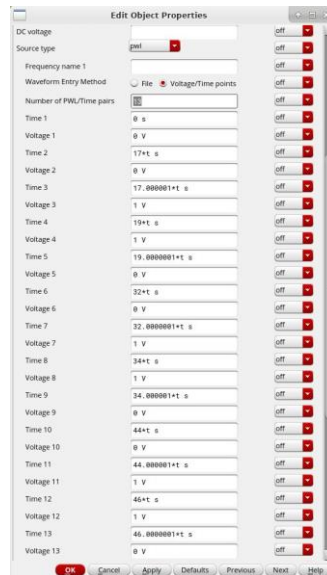 Edit Object Properties
DC voltage off
Source type pwl off
Frequency name 1 off
Waveform Entry Method File Voltage/Time points off
Number of PWL/Time pairs 13 off
Time 1 0 s off
Voltage 1 0 V off
Time 2 17*t s off
Voltage 2 0 V off
Time 3 17.000001*t s off
Voltage 3 1 V off
Time 4 19*t s off
Voltage 4 1 V off
Time 5 19.000001*t s off
Voltage 5 0 V off
Time 6 32*t s off
Voltage 6 0 V off
Time 7 32.000001*t s off
Voltage 7 1 V off
Time 8 34*t s off
Voltage 8 1 V off
Time 9 34.000001*t s off
Voltage 9 0 V off
Time 10 44*t s off
Voltage 10 0 V off
Time 11 44.000001*t s off
Voltage 11 1 V off
Time 12 46*t s off
Voltage 12 1 V off
Time 13 46.0000001*t s off
Voltage 13 0 V off
OK Cancel Apply Defaults Previous Next Help